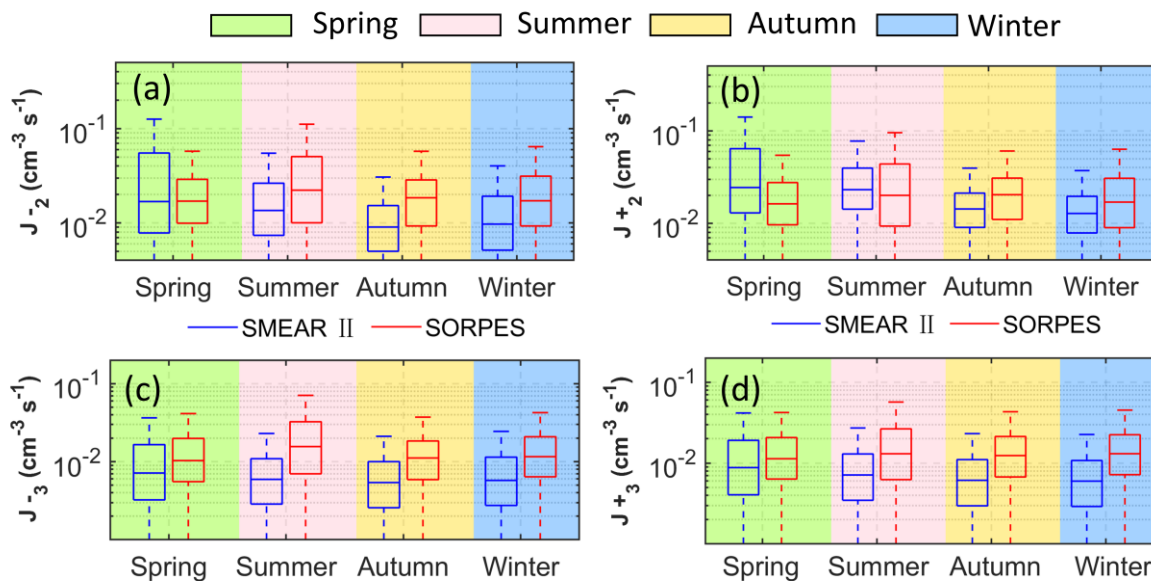 Spring Summer Autumn Winter
(a)
J -₂ (cm⁻³ s⁻¹)
10⁻¹
10⁻²
Spring Summer Autumn Winter
(b)
J +₂ (cm⁻³ s⁻¹)
10⁻¹
10⁻²
Spring Summer Autumn Winter
SMEAR Ⅱ SORPES
SMEAR Ⅱ SORPES
(c)
J -₃ (cm⁻³ s⁻¹)
10⁻¹
10⁻²
Spring Summer Autumn Winter
(d)
J +₃ (cm⁻³ s⁻¹)
10⁻¹
10⁻²
Spring Summer Autumn Winter